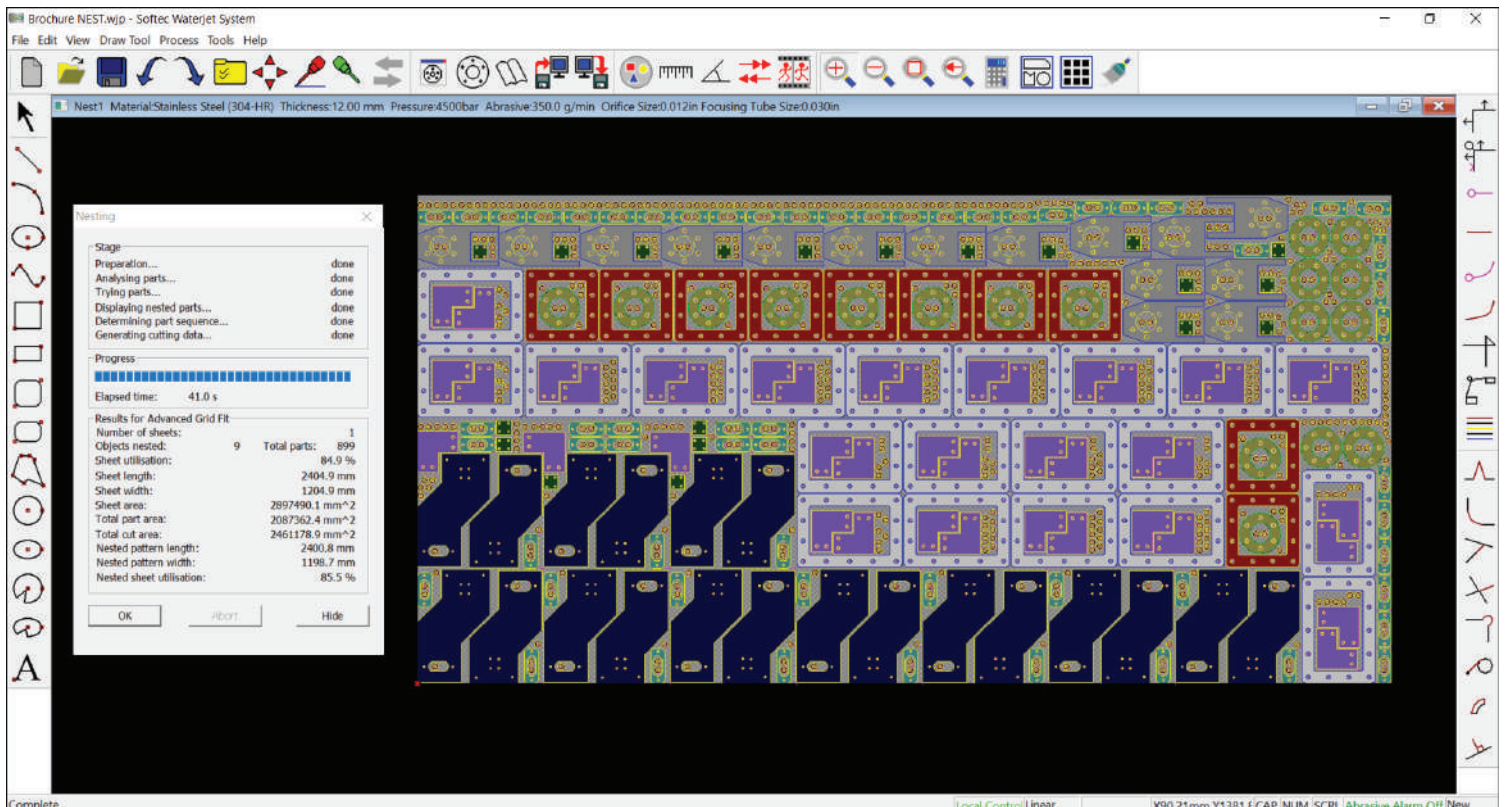 Brochure NEST.wjp - Softec Waterjet System
File Edit View Draw Tool Process Tools Help
MO
Nest1 Material:Stainless Steel (304-HR) Thickness:12.00 mm Pressure:4500bar Abrasive:350.0 g/min Orifice Size:0.012in Focusing Tube Size:0.030in
Nesting
Stage
Preparation... done
Analysing parts... done
Trying parts... done
Displaying nested parts... done
Determining part sequence... done
Generating cutting data... done
Progress
Elapsed time: 41.0 s
Results for Advanced Grid Fit
Number of sheets: 1
Objects nested: 9 Total parts: 899
Sheet utilisation: 84.9 %
Sheet length: 2404.9 mm
Sheet width: 1204.9 mm
Sheet area: 2897490.1 mm^2
Total part area: 2087362.4 mm^2
Total cut area: 2461178.9 mm^2
Nested pattern length: 2400.8 mm
Nested pattern width: 1198.7 mm
Nested sheet utilisation: 85.5 %
OK Abort Hide
A
Complete Local Control Linear X90.21mm CAP NUM SCRL Abrasive Alarm Off New